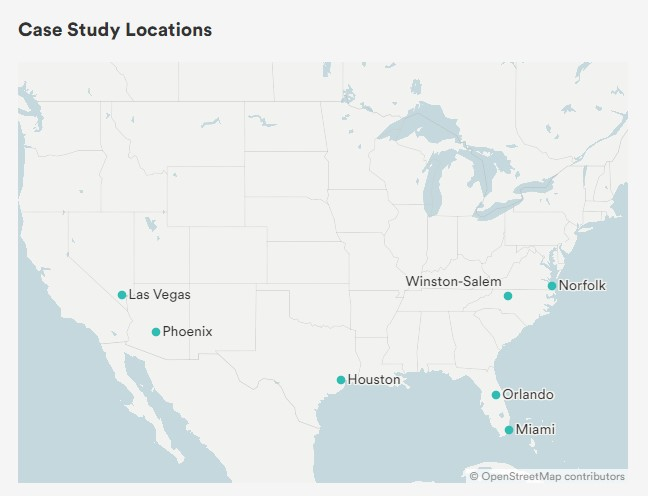 Case Study Locations
Winston-Salem
Norfolk
Las Vegas
Phoenix
Houston
Orlando
Miami
© OpenStreetMap contributors